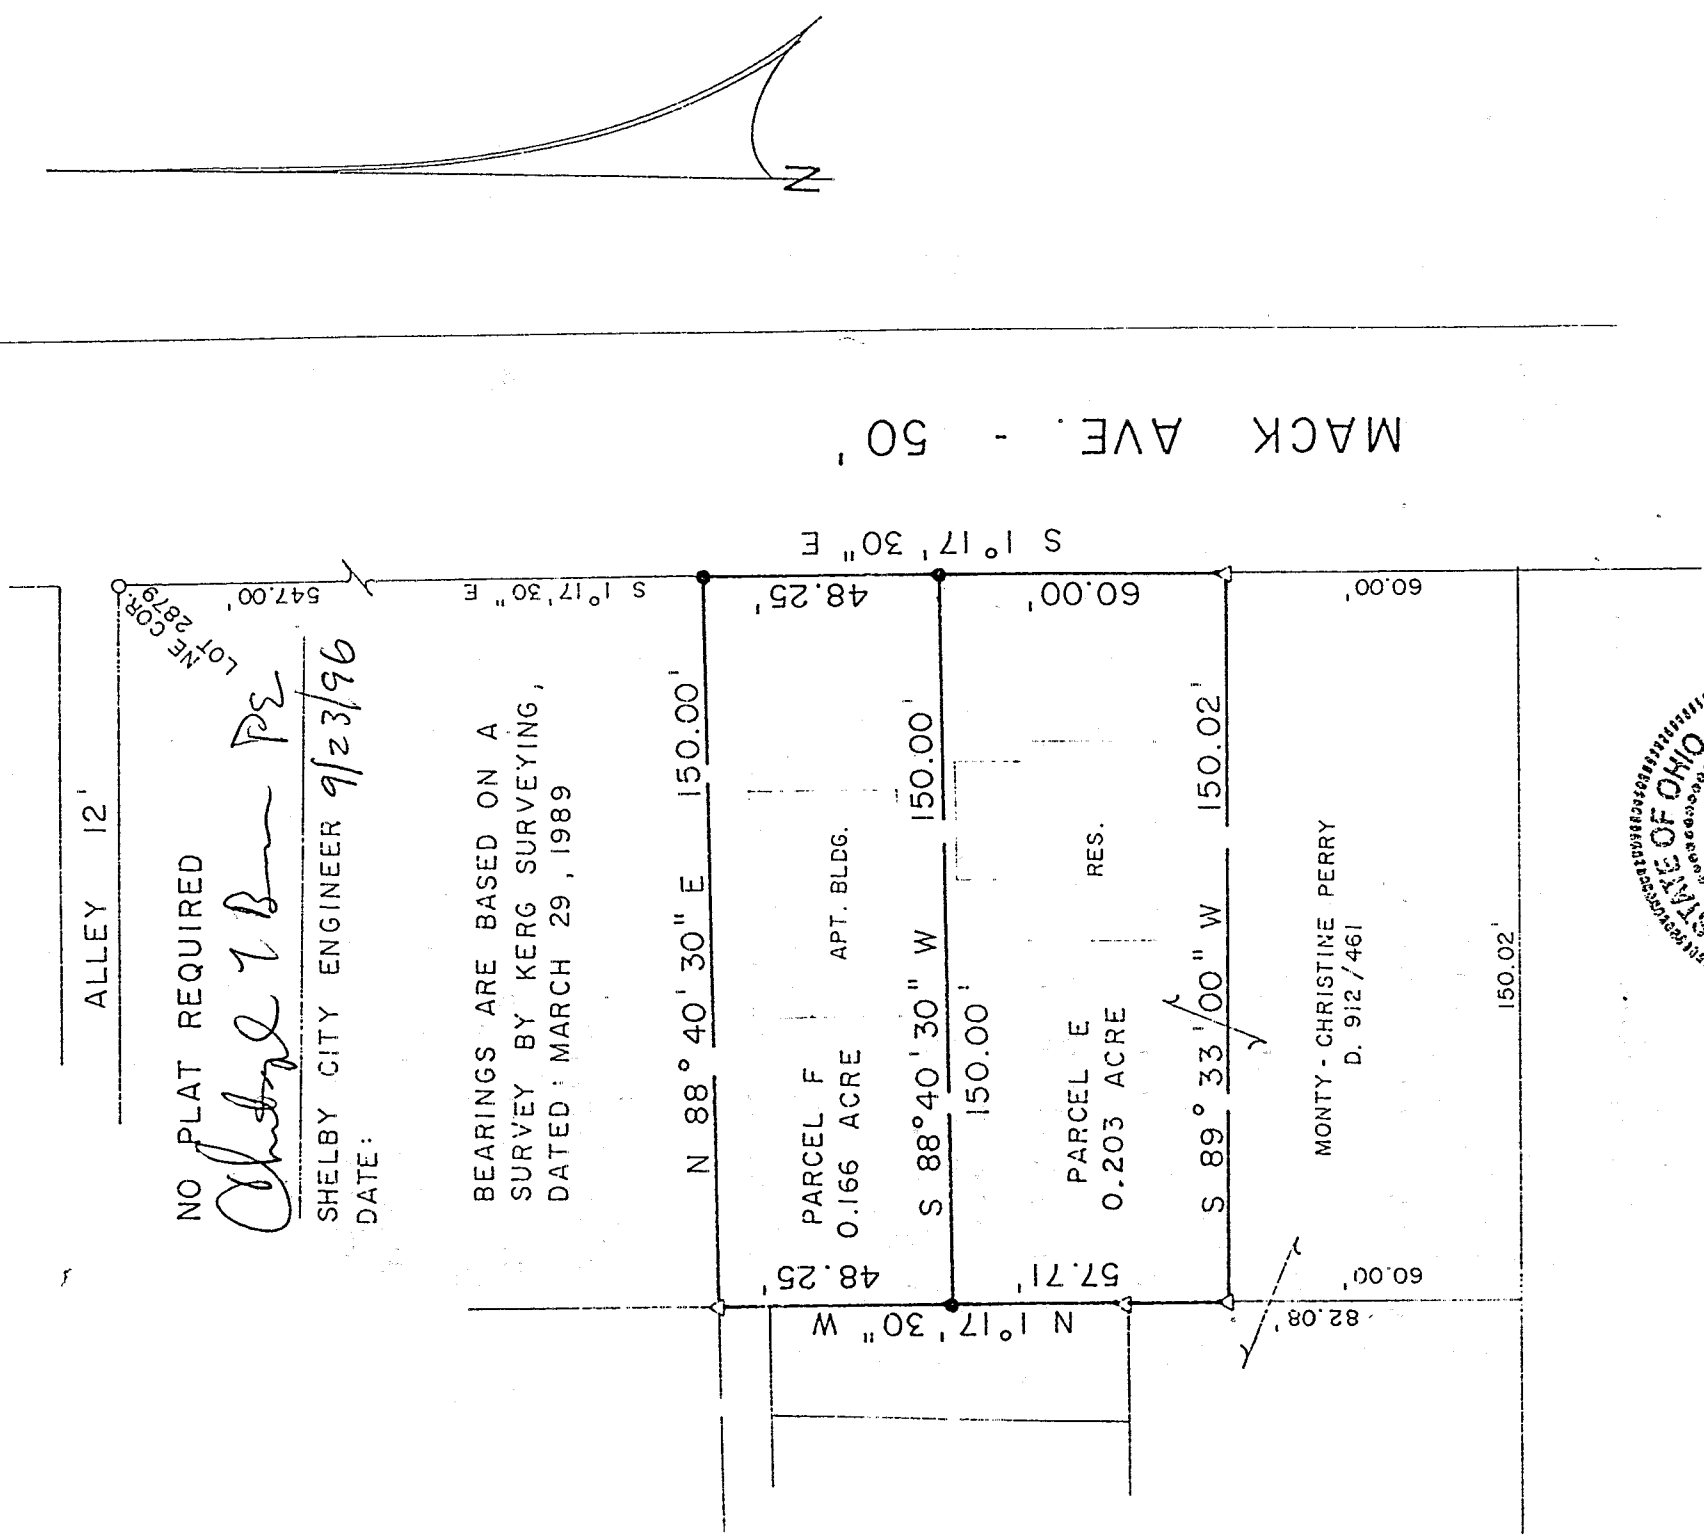 N
MACK AVE. - 50'
S 1° 17' 30" E
NE COR.
LOT 2879
547.00'
S 1° 17' 30" E
48.25'
60.00'
60.00'
ALLEY 12'
NO PLAT REQUIRED
PE
SHELBY CITY ENGINEER 9/23/96
DATE:
BEARINGS ARE BASED ON A
SURVEY BY KERG SURVEYING,
DATED: MARCH 29, 1989
N 88° 40' 30" E 150.00'
APT. BLDG.
PARCEL F
0.166 ACRE
S 88° 40' 30" W 150.00'
150.00'
RES.
PARCEL E
0.203 ACRE
S 89° 33' 00" W 150.02'
MONTY - CHRISTINE PERRY
D. 912/461
150.02'
48.25'
57.71'
60.00'
N 1° 17' 30" W
82.08'
STATE OF OHIO